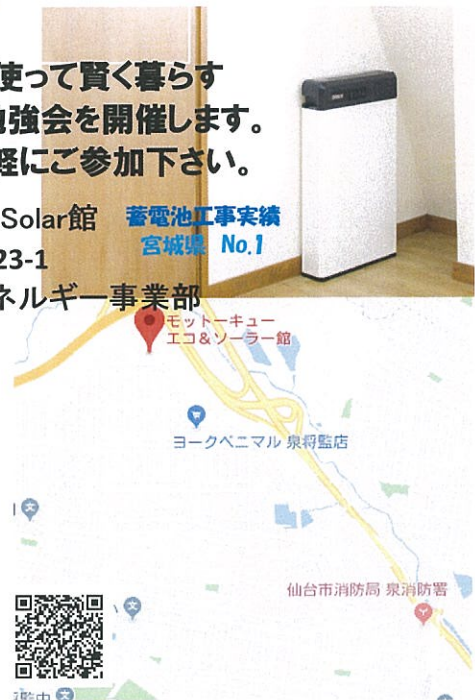 使って賢く暮らす
勉強会を開催します。
軽にご参加下さい。
Solar館
蓄電池工事実績
宮城県 No.1
23-1
ネルギー事業部
モットーキュー
エコ&ソーラー館
ヨークベニマル 泉将監店
文
仙台市消防局 泉消防署
文
文